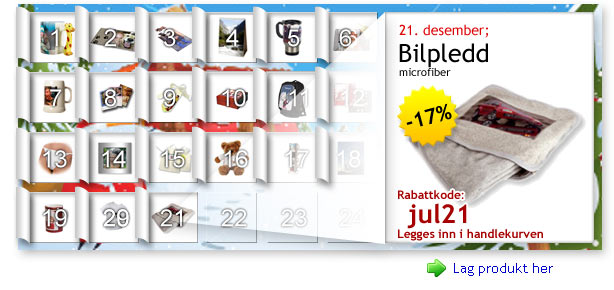 1 2 3 4 5 6
7 8 9 10 11 12
13 14 15 16 17 18
19 29 21 22 23 24
21. desember;
Bilpledd
microfiber
-17%
Rabattkode:
jul21
Legges inn i handlekurven
Lag produkt her